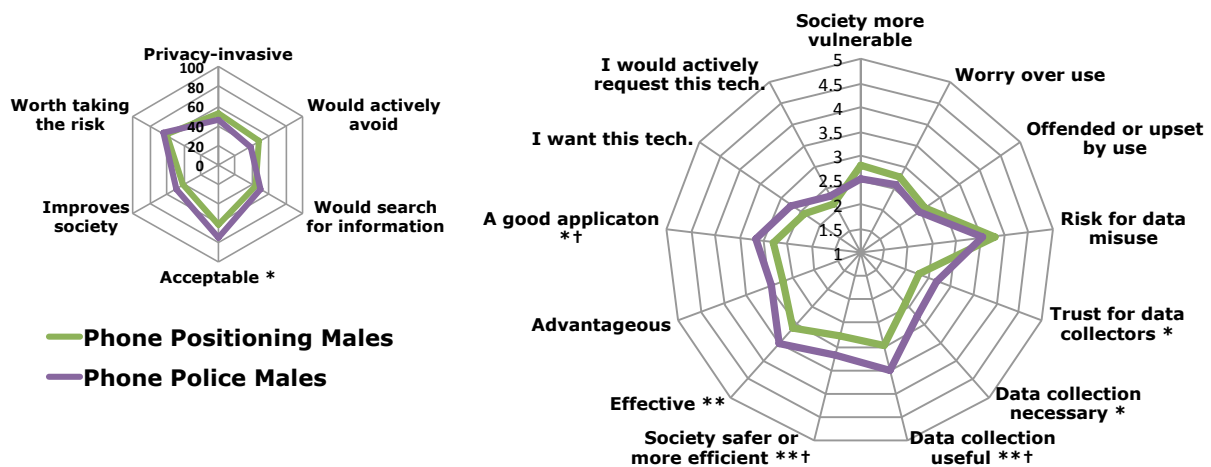 Privacy-invasive
100
80
60
40
20
0
Would actively
avoid
Would search
for information
Acceptable *
Improves
society
Worth taking
the risk
Phone Positioning Males
Phone Police Males
Society more
vulnerable
5
4.5
4
3.5
3
2.5
2
1.5
1
Worry over use
Offended or upset
by use
Risk for data
misuse
Trust for data
collectors *
Data collection
necessary *
Data collection
useful **†
Society safer or
more efficient **†
Effective **
Advantageous
A good applicaton
*†
I want this tech.
I would actively
request this tech.